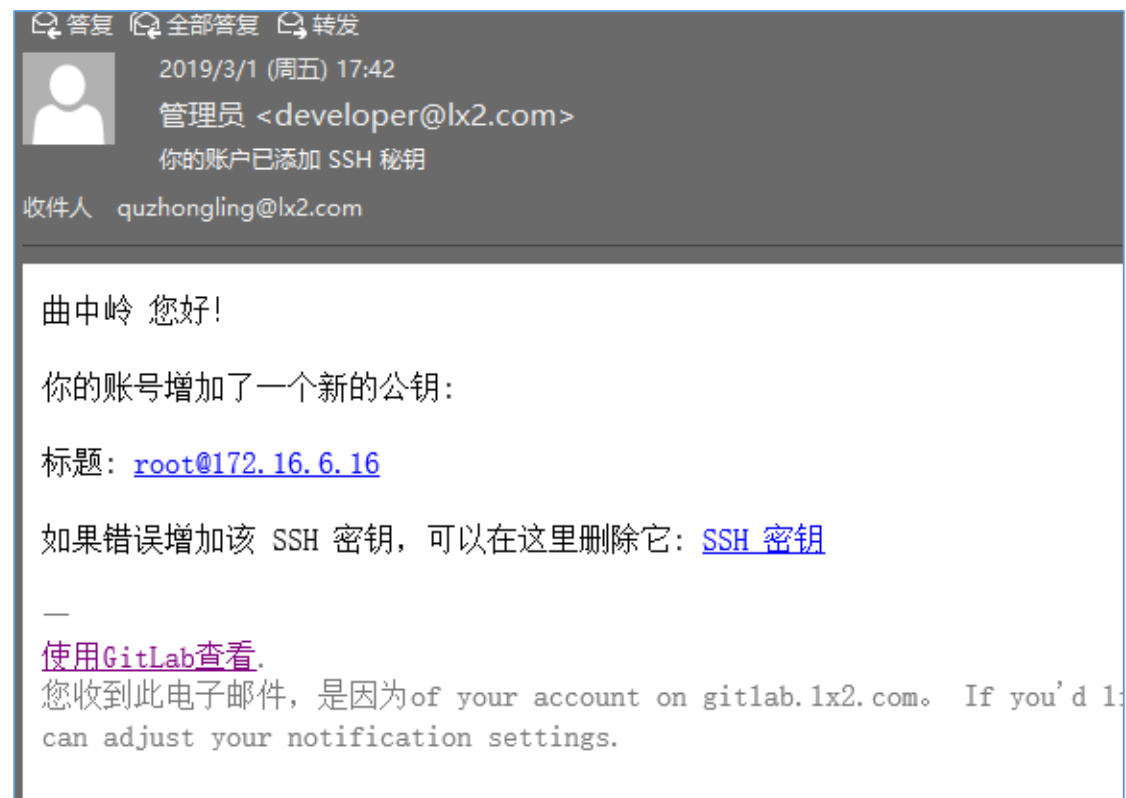 答复 全部答复 转发
2019/3/1 (周五) 17:42
管理员 <developer@lx2.com>
你的账户已添加 SSH 秘钥
收件人 quzhongling@lx2.com
曲中岭 您好!
你的账号增加了一个新的公钥:
标题: root@172.16.6.16
如果错误增加该 SSH 密钥，可以在这里删除它: SSH 密钥
—
使用GitLab查看.
您收到此电子邮件，是因为of your account on gitlab.lx2.com。 If you'd
can adjust your notification settings.